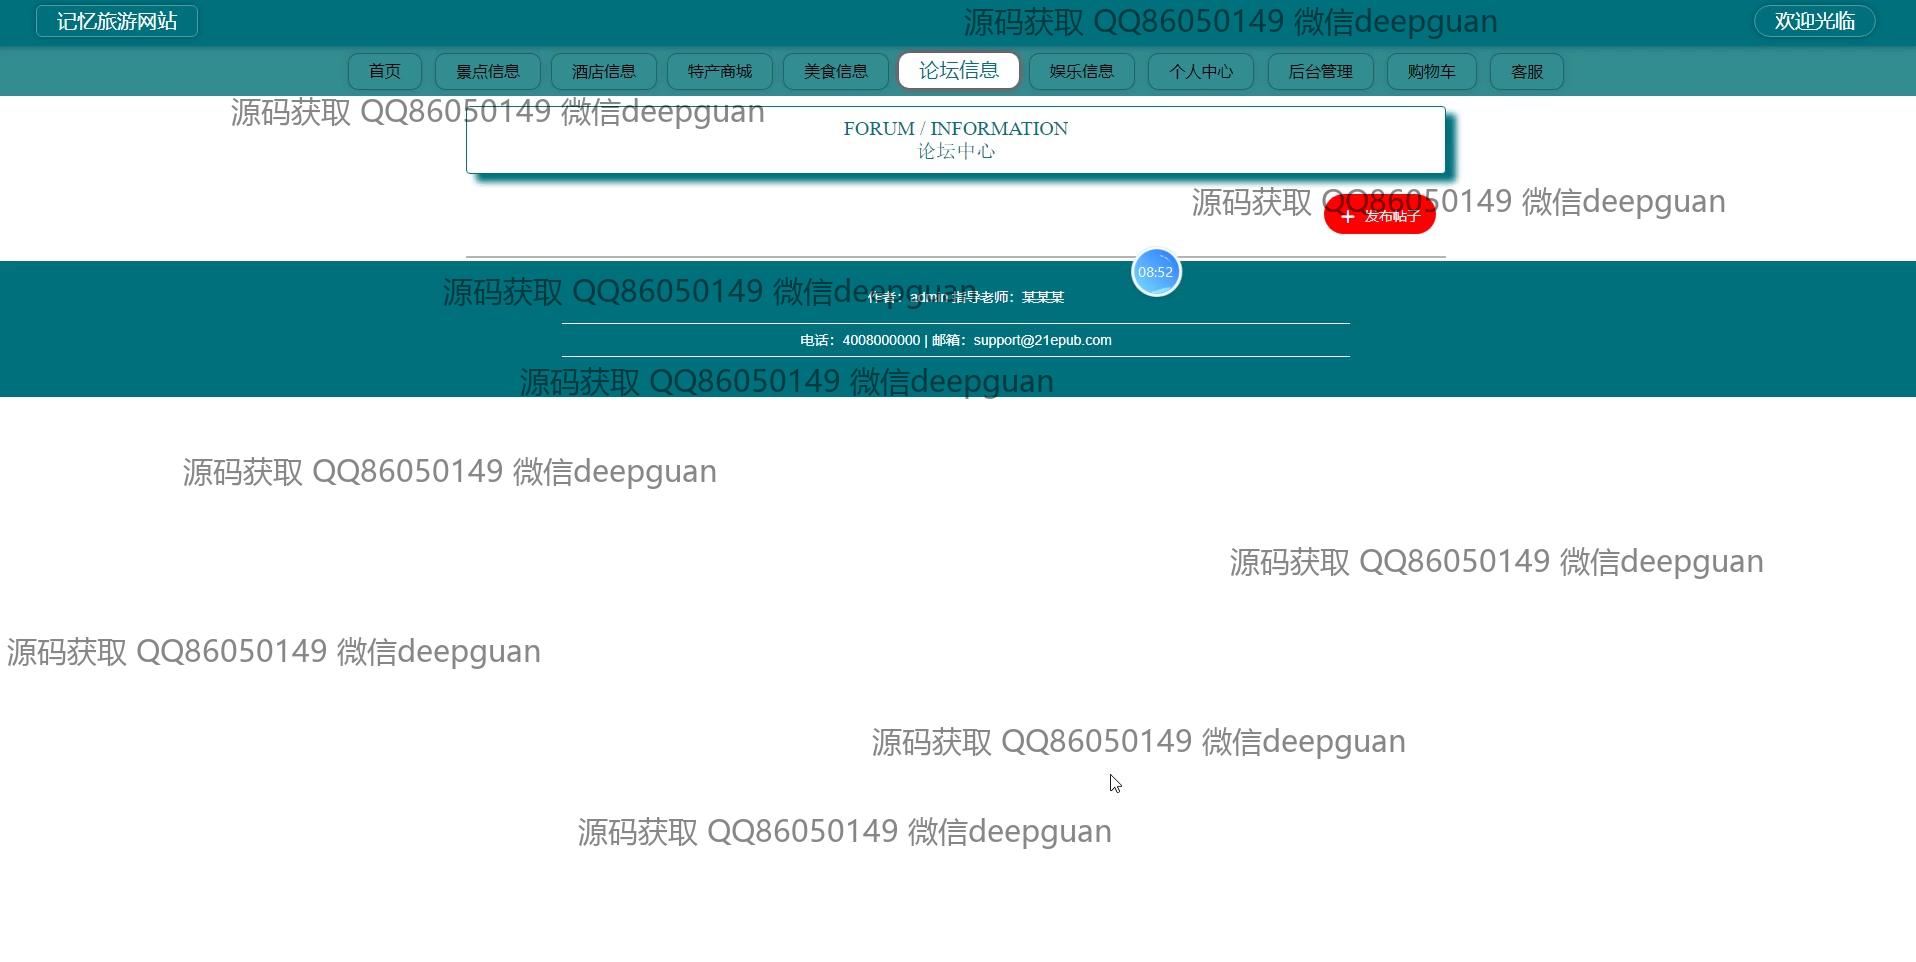 记忆旅游网站
源码获取 QQ86050149 微信deepguan
欢迎光临
首页
景点信息
酒店信息
特产商城
美食信息
论坛信息
娱乐信息
个人中心
后台管理
购物车
客服
源码获取 QQ86050149 微信deepguan
FORUM / INFORMATION
论坛中心
源码获取 QQ86050149 微信deepguan
+ 发布帖子
08:52
源码获取 QQ86050149 微信deepguan
作者：admin 指导老师：某某某
电话：4008000000 | 邮箱：support@21epub.com
源码获取 QQ86050149 微信deepguan
源码获取 QQ86050149 微信deepguan
源码获取 QQ86050149 微信deepguan
源码获取 QQ86050149 微信deepguan
源码获取 QQ86050149 微信deepguan
源码获取 QQ86050149 微信deepguan